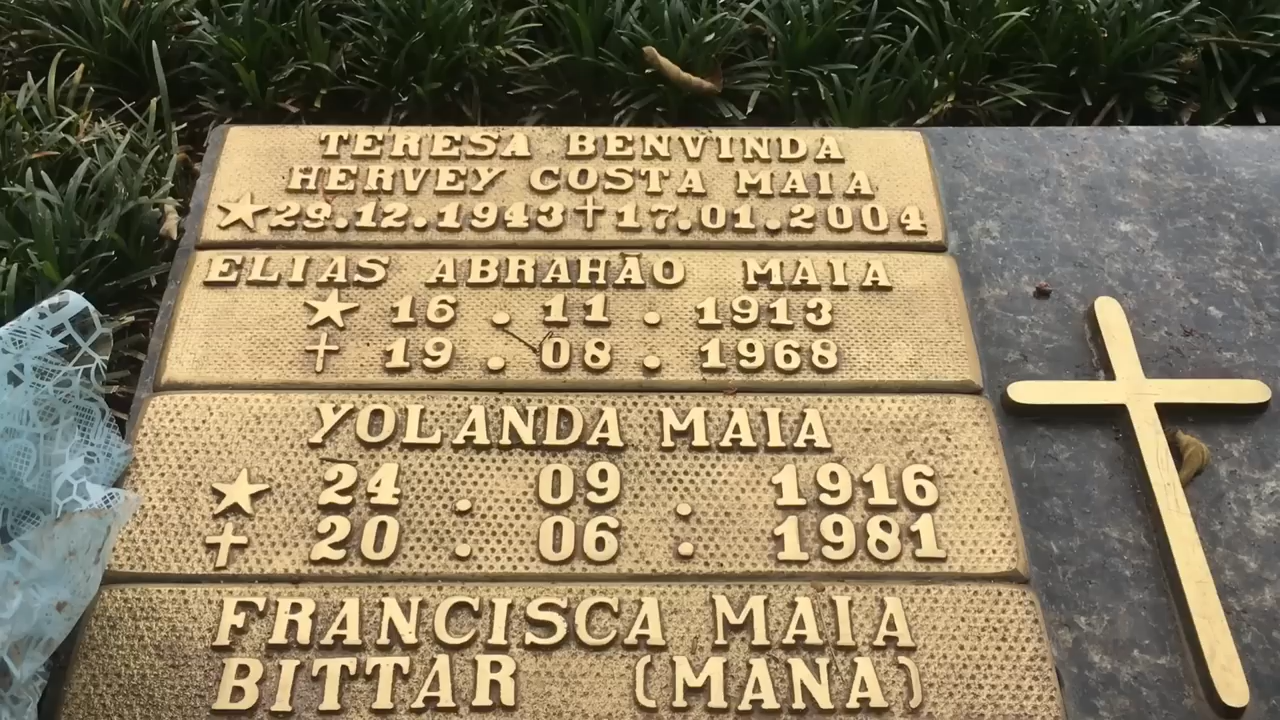 TERESA BENVINDA
HERVEY COSTA MAIA
★29.12.1943✝17.01.2004
ELIAS ABRAHÃO MAIA
★ 16 . 11 . 1913
✝ 19 . 08 . 1968
YOLANDA MAIA
★ 24 . 09 . 1916
✝ 20 . 06 . 1981
FRANCISCA MAIA
BITTAR (MANA)